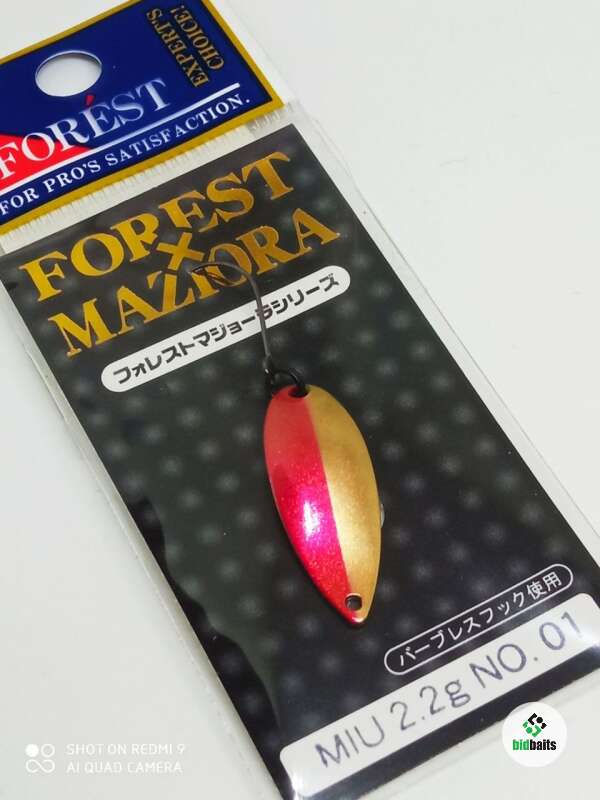 EXPERT'S
CHOICE!
FORÉST
FOR PRO'S SATISFACTION.
FOREST
×
MAZIORA
フォレストマジョーラシリーズ
バーブレスフック使用
MIU 2.2g NO. 01
bidbaits
SHOT ON REDMI 9
AI QUAD CAMERA